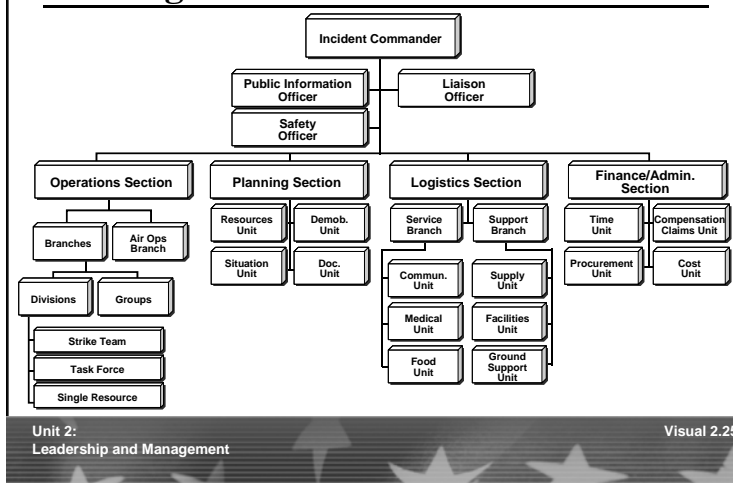 Incident Commander
Public Information
Officer
Liaison
Officer
Safety
Officer
Operations Section
Planning Section
Logistics Section
Finance/Admin.
Section
Branches
Air Ops
Branch
Divisions
Groups
Strike Team
Task Force
Single Resource
Resources
Unit
Demob.
Unit
Situation
Unit
Doc.
Unit
Service
Branch
Support
Branch
Commun.
Unit
Supply
Unit
Medical
Unit
Facilities
Unit
Food
Unit
Ground
Support
Unit
Time
Unit
Compensation
Claims Unit
Procurement
Unit
Cost
Unit
Unit 2:
Leadership and Management
Visual 2.25